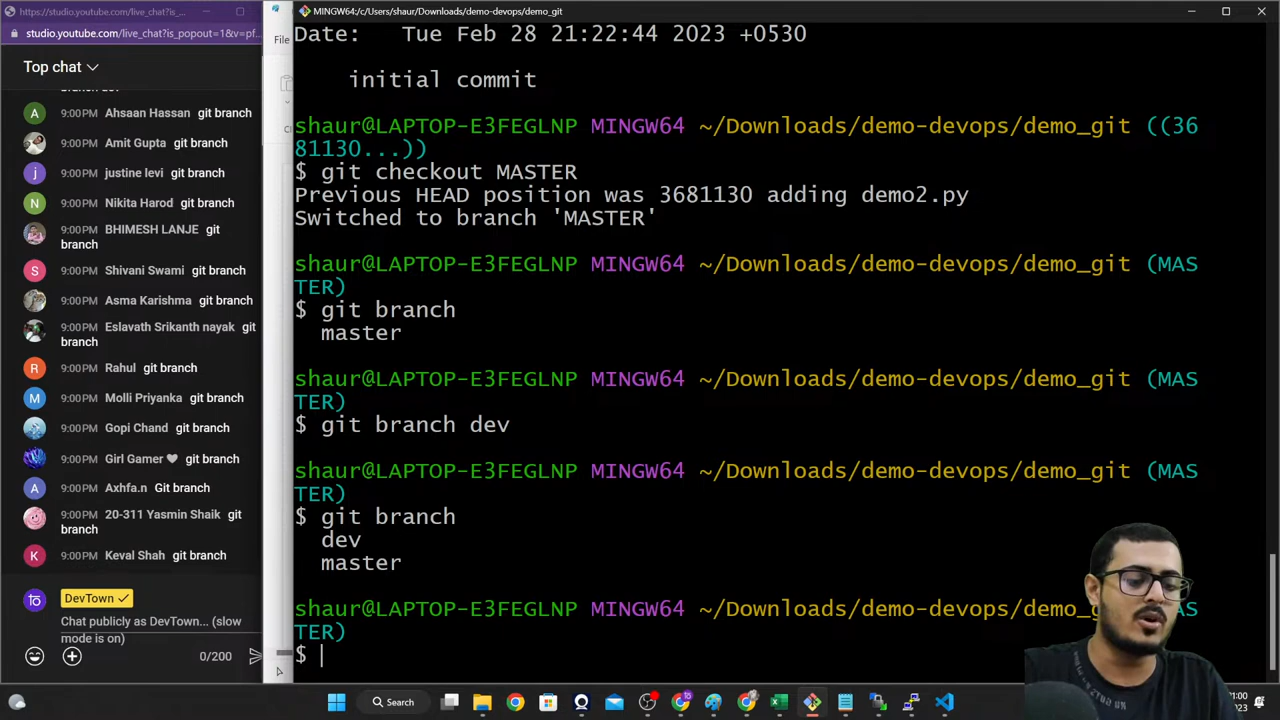 https://studio.youtube.com/live_chat?is_...
studio.youtube.com/live_chat?is_popout=1&v=pf...
Top chat
9:00PM Ahsaan Hassan git branch
9:00PM Amit Gupta git branch
9:00PM justine levi git branch
9:00PM Nikita Harod git branch
9:00PM BHIMESH LANJE git
branch
9:00PM Shivani Swami git branch
9:00PM Asma Karishma git branch
9:00PM Eslavath Srikanth nayak git
branch
9:00PM Rahul git branch
9:00PM Molli Priyanka git branch
9:00PM Gopi Chand git branch
9:00PM Girl Gamer git branch
9:00PM Axhfa.n Git branch
9:00PM 20-311 Yasmin Shaik git
branch
9:00PM Keval Shah git branch
DevTown
Chat publicly as DevTown... (slow
mode is on)
0/200
File
MINGW64:/c/Users/shaur/Downloads/demo-devops/demo_git
Date: Tue Feb 28 21:22:44 2023 +0530
initial commit
shaur@LAPTOP-E3FEGLNP MINGW64 ~/Downloads/demo-devops/demo_git ((36
81130...))
$ git checkout MASTER
Previous HEAD position was 3681130 adding demo2.py
Switched to branch 'MASTER'
shaur@LAPTOP-E3FEGLNP MINGW64 ~/Downloads/demo-devops/demo_git (MAS
TER)
$ git branch
master
shaur@LAPTOP-E3FEGLNP MINGW64 ~/Downloads/demo-devops/demo_git (MAS
TER)
$ git branch dev
shaur@LAPTOP-E3FEGLNP MINGW64 ~/Downloads/demo-devops/demo_git (MAS
TER)
$ git branch
dev
master
shaur@LAPTOP-E3FEGLNP MINGW64 ~/Downloads/demo-devops/demo_g AS
TER)
$
Search